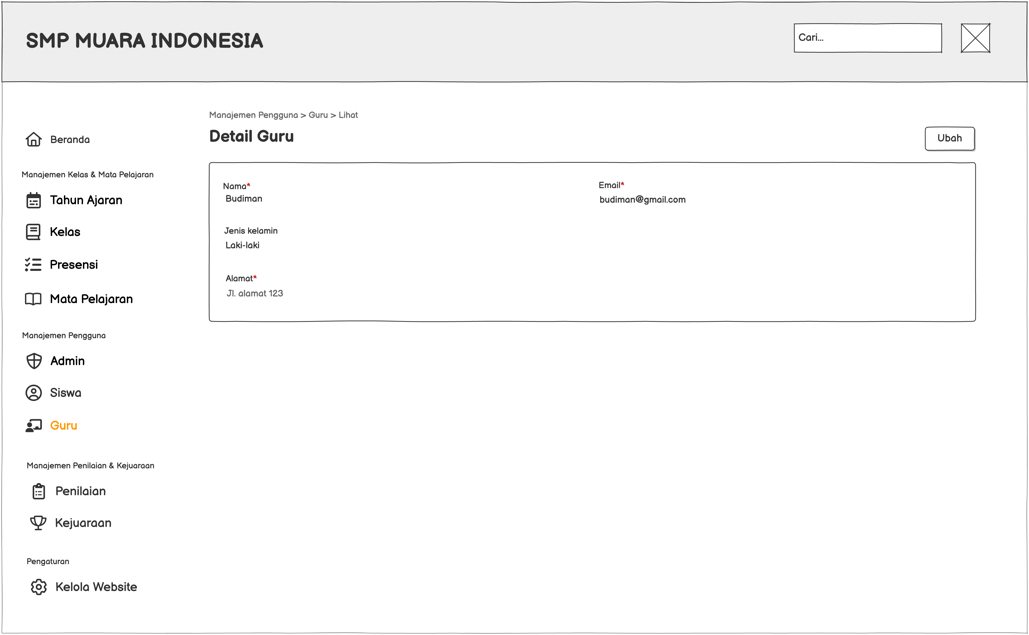 SMP MUARA INDONESIA
Cari...
Beranda
Manajemen Kelas & Mata Pelajaran
Tahun Ajaran
Kelas
Presensi
Mata Pelajaran
Manajemen Pengguna
Admin
Siswa
Guru
Manajemen Penilaian & Kejuaraan
Penilaian
Kejuaraan
Pengaturan
Kelola Website
Manajemen Pengguna > Guru > Lihat
Detail Guru
Ubah
Nama*
Budiman
Email*
budiman@gmail.com
Jenis kelamin
Laki-laki
Alamat*
Jl. alamat 123